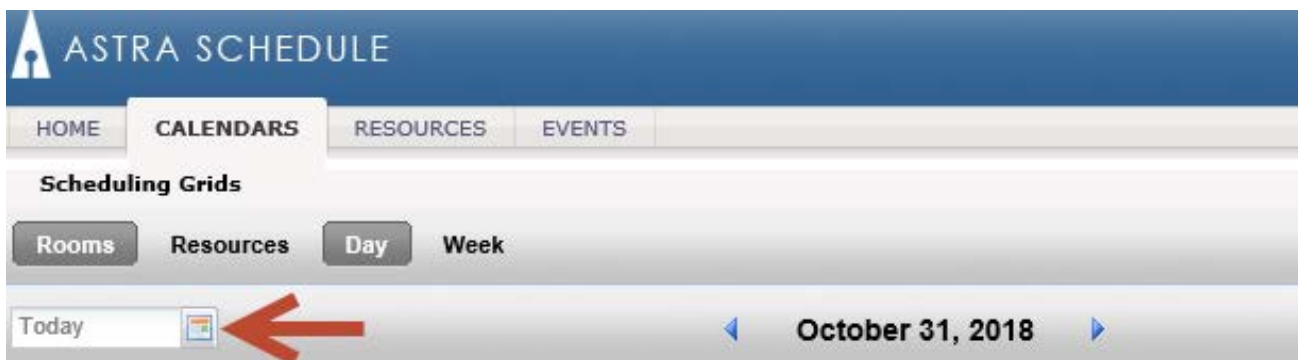 ASTRA SCHEDULE
HOME CALENDARS RESOURCES EVENTS
Scheduling Grids
Rooms Resources Day Week
Today October 31, 2018